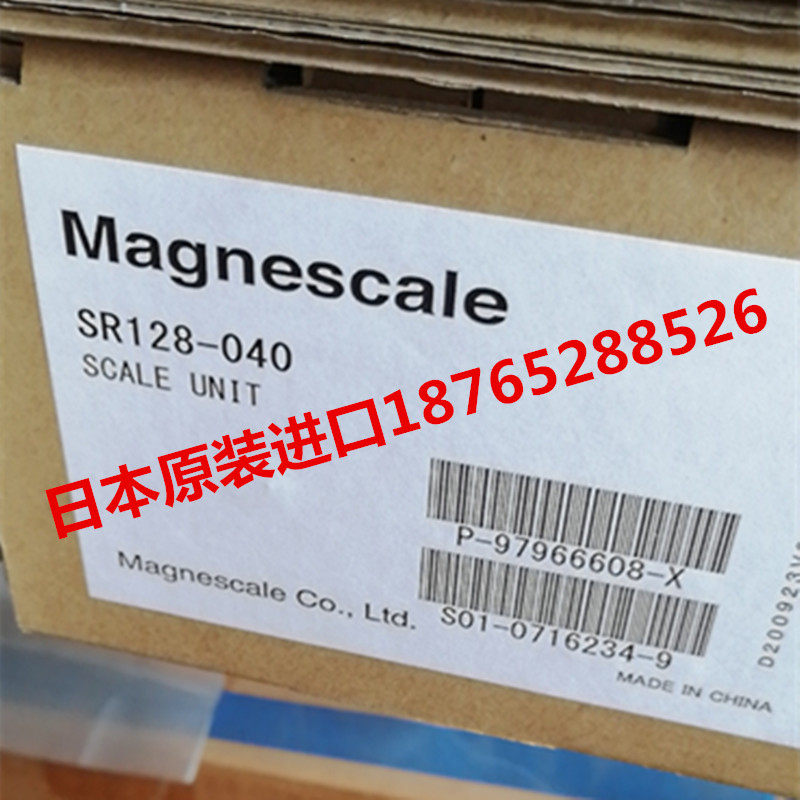 Magnescale
SR128-040
SCALE UNIT
日本原装进口18765288526
P-97966608-X
Magnescale Co., Ltd.
S01-0716234-9
MADE IN CHINA